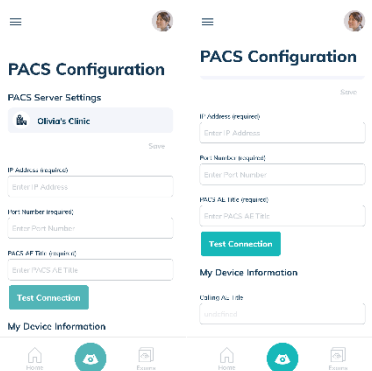 PACS Configuration
PACS Server Settings
Olivia's Clinic
Save
IP Address (required)
Enter IP Address
Port Number (required)
Enter Port Number
PACS AE Title (required)
Enter PACS AE Title
Test Connection
My Device Information
Home
Exams
PACS Configuration
Save
IP Address (required)
Enter IP Address
Port Number (required)
Enter Port Number
PACS AE Title (required)
Enter PACS AE Title
Test Connection
My Device Information
Calling AE Title
undefined
Home
Exams